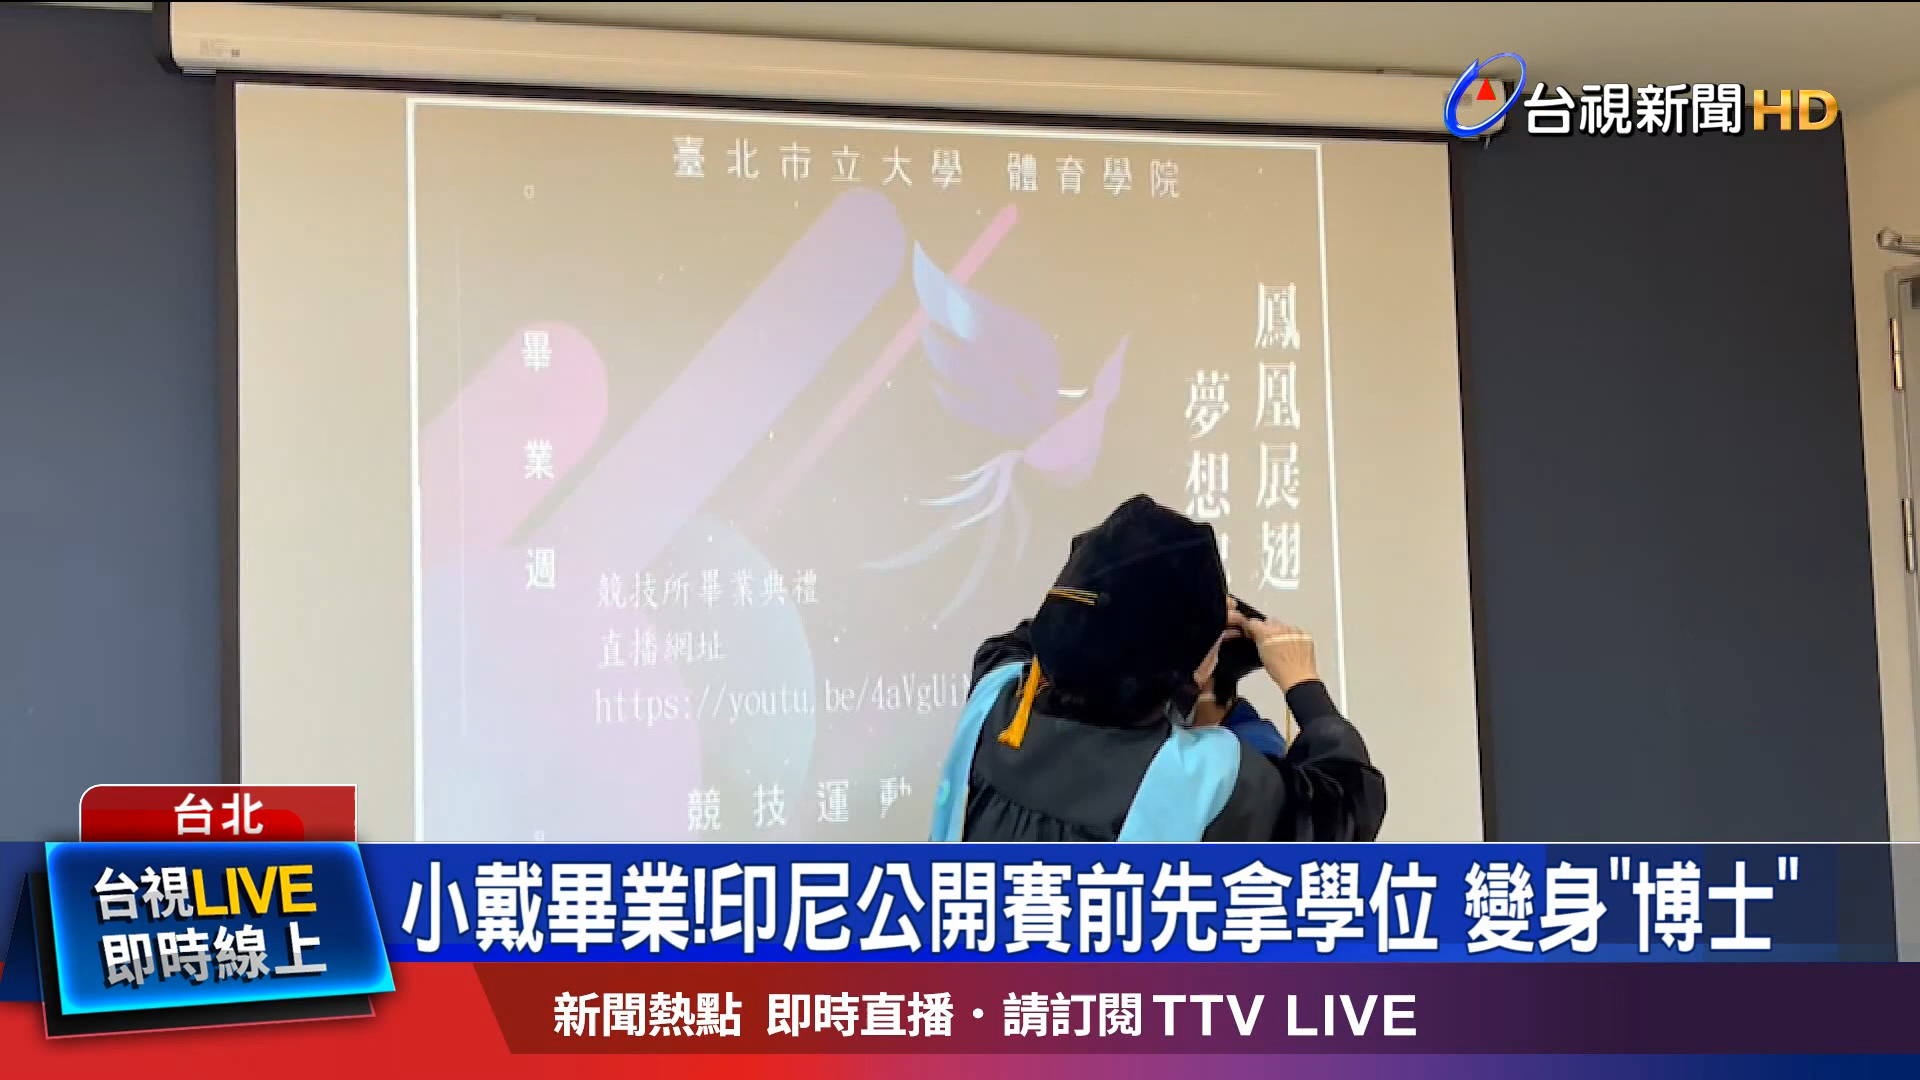 台視新聞HD
臺北市立大學 體育學院
鳳凰展翅
夢想
畢業週
競技所畢業典禮
直播網址
https://youtu.be/4aVgUi
競技運動
台北
台視LIVE
即時線上
小戴畢業!印尼公開賽前先拿學位 變身"博士"
新聞熱點 即時直播・請訂閱TTV LIVE